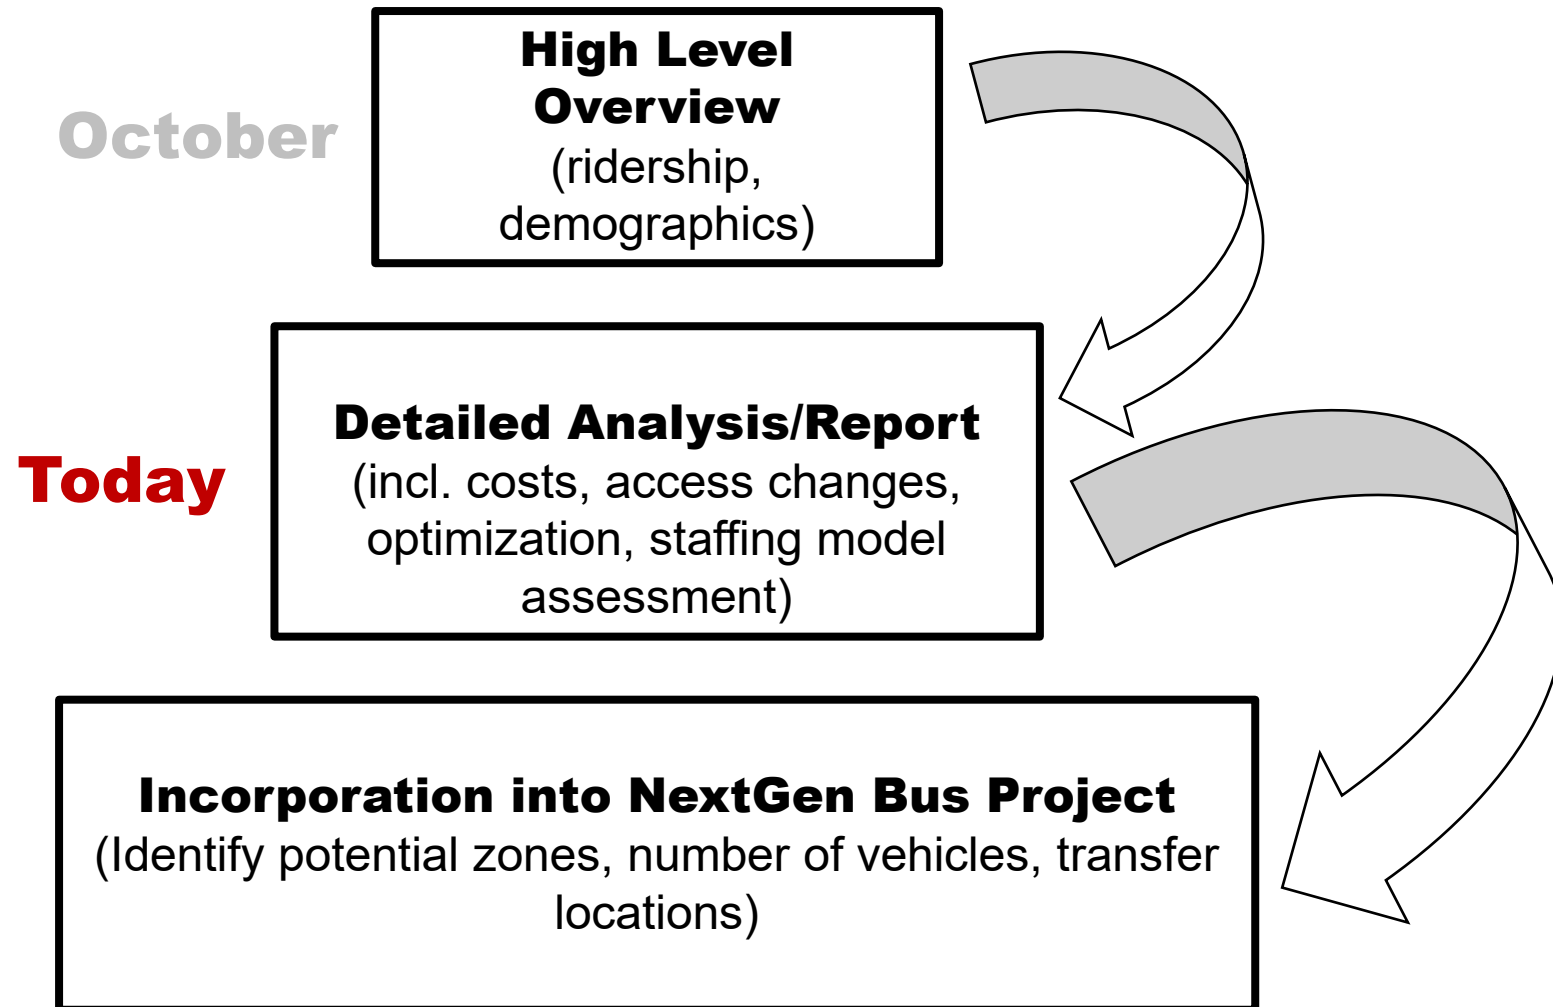 October
High Level
Overview
(ridership,
demographics)
Today
Detailed Analysis/Report
(incl. costs, access changes,
optimization, staffing model
assessment)
Incorporation into NextGen Bus Project
(Identify potential zones, number of vehicles, transfer
locations)